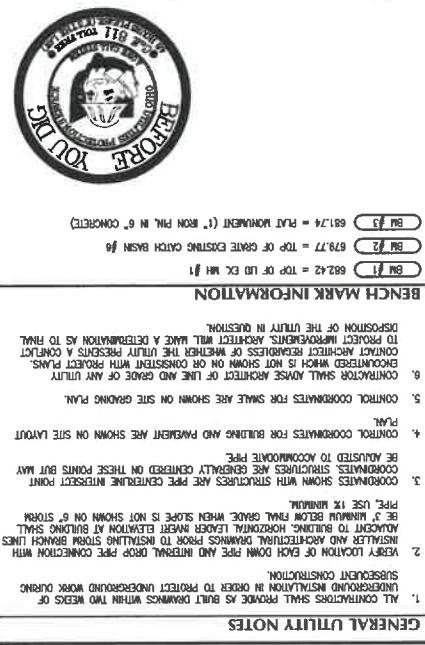 GENERAL UTILITY NOTES
1. ALL CONTRACTORS SHALL PROVIDE AS BUILT DRAWINGS WITHIN TWO WEEKS OF
UNDERGROUND INSTALLATION IN ORDER TO PROTECT UNDERGROUND WORK DURING
SUBSEQUENT CONSTRUCTION.
2. VERIFY LOCATION OF EACH DOWN PIPE AND INTERNAL DROP PIPE CONNECTION WITH
INSTALLER AND ARCHITECTURAL DRAWINGS PRIOR TO INSTALLING STORM BRANCH LINES
ADJACENT TO BUILDING. HORIZONTAL LEADER INVERT ELEVATION AT BUILDING SHALL
BE 3' MINIMUM BELOW FINAL GRADE. WHEN SLOPE IS NOT SHOWN ON 6" STORM
PIPE, USE 1% MINIMUM.
3. COORDINATES SHOWN WITH STRUCTURES ARE PIPE CENTERLINE INTERSECT POINT
COORDINATES. STRUCTURES ARE GENERALLY CENTERED ON THESE POINTS BUT MAY
BE ADJUSTED TO ACCOMMODATE PIPE.
4. CONTROL COORDINATES FOR BUILDING AND PAVEMENT ARE SHOWN ON SITE LAYOUT
PLAN.
5. CONTROL COORDINATES FOR SWALE ARE SHOWN ON SITE GRADING PLAN.
6. CONTRACTOR SHALL ADVISE ARCHITECT OF LINE AND GRADE OF ANY UTILITY
ENCOUNTERED WHICH IS NOT SHOWN ON OR CONSISTENT WITH PROJECT PLANS.
CONTACT ARCHITECT REGARDLESS OF WHETHER THE UTILITY PRESENTS A CONFLICT
TO PROJECT IMPROVEMENTS. ARCHITECT WILL MAKE A DETERMINATION AS TO FINAL
DISPOSITION OF THE UTILITY IN QUESTION.
BENCH MARK INFORMATION
BM #1 682.42 = TOP OF LID EX. MH #1
BM #2 679.77 = TOP OF GRATE EXISTING CATCH BASIN #6
BM #3 681.74 = PLAT MONUMENT (1" IRON PIN, IN 6" CONCRETE)
BEFORE YOU DIG
OHIO UTILITIES PROTECTION SERVICE
811 TOLL FREE